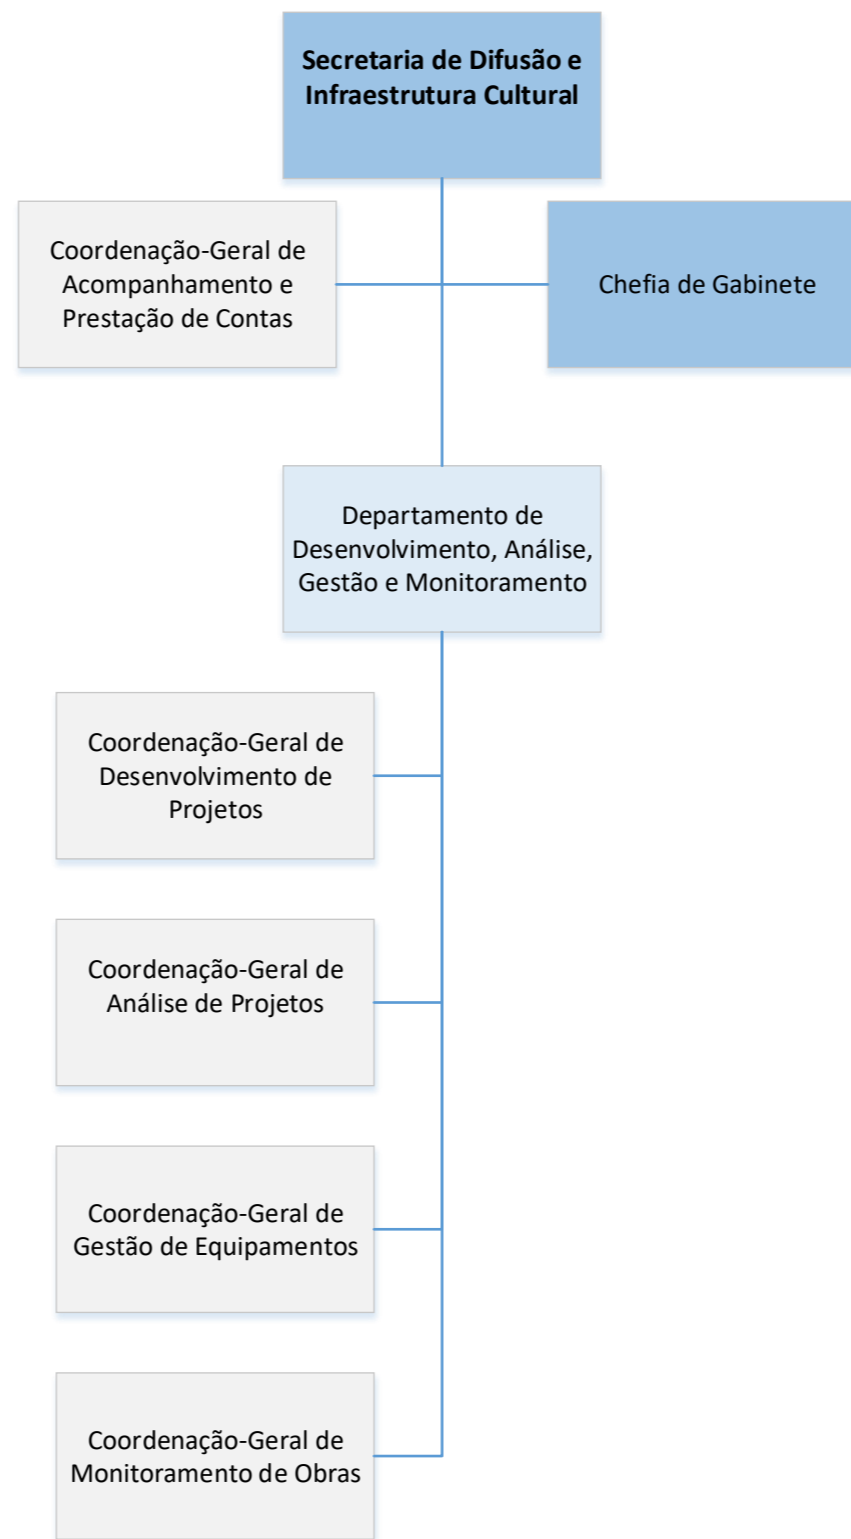 Secretaria de Difusão e
Infraestrutura Cultural
Coordenação-Geral de
Acompanhamento e
Prestação de Contas
Chefia de Gabinete
Departamento de
Desenvolvimento, Análise,
Gestão e Monitoramento
Coordenação-Geral de
Desenvolvimento de
Projetos
Coordenação-Geral de
Análise de Projetos
Coordenação-Geral de
Gestão de Equipamentos
Coordenação-Geral de
Monitoramento de Obras